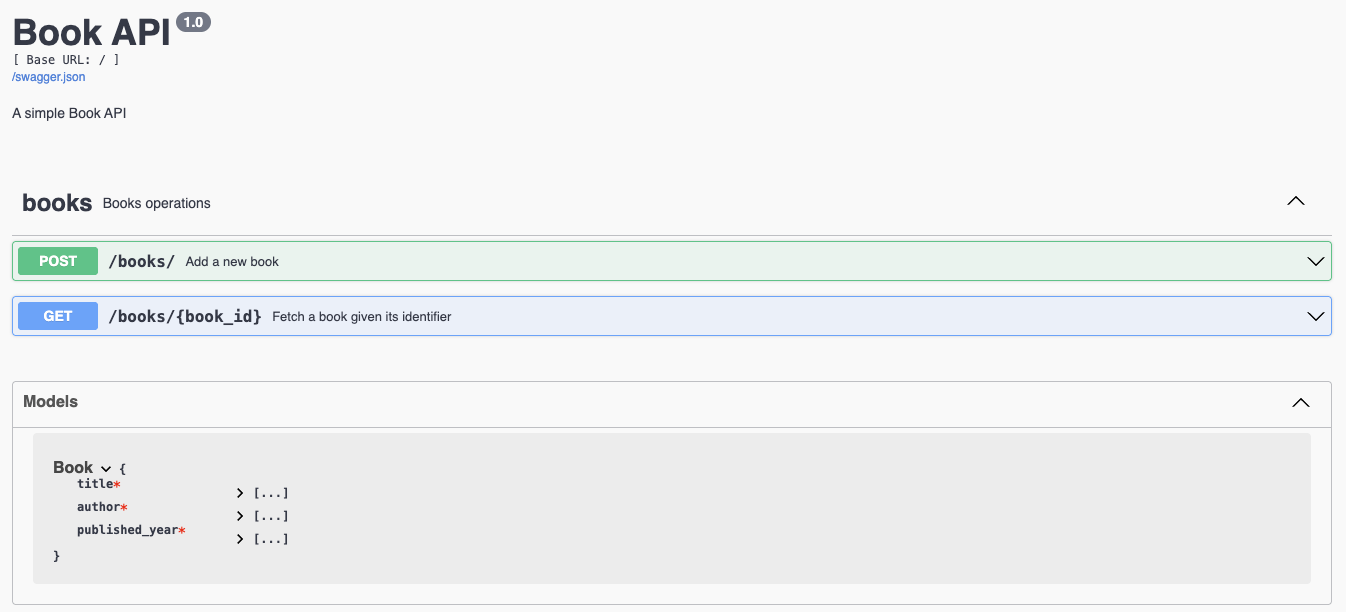 Book API 1.0
[ Base URL: / ]
/swagger.json
A simple Book API
books Books operations
POST /books/ Add a new book
GET /books/{book_id} Fetch a book given its identifier
Models
Book {
title* [...]
author* [...]
published_year* [...]
}